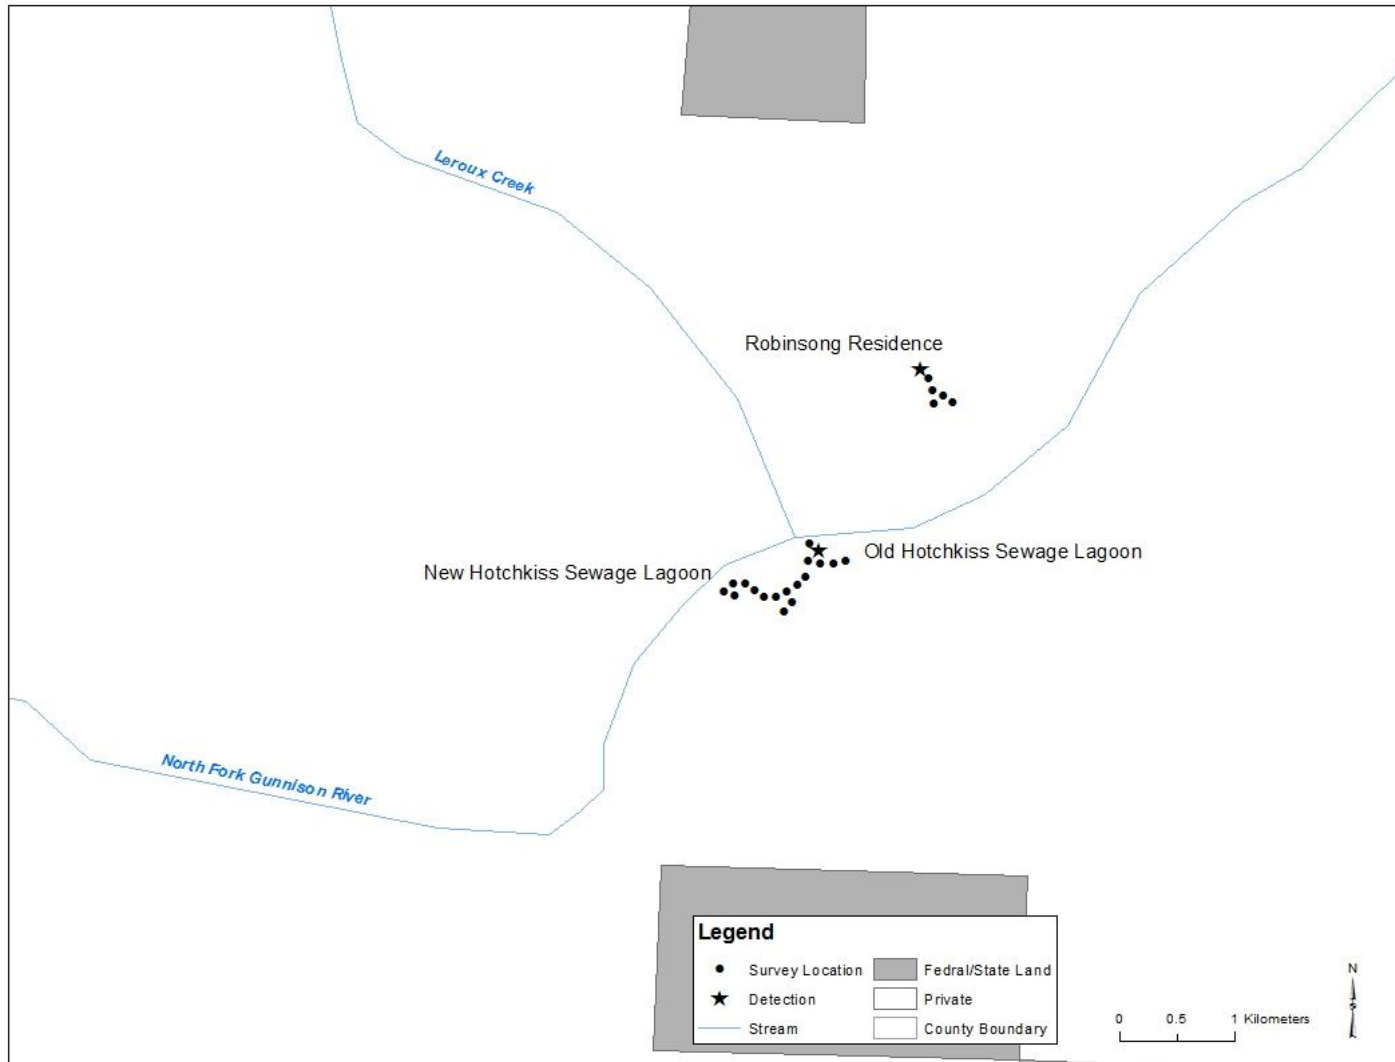 Leroux Creek
Robinsong Residence
Old Hotchkiss Sewage Lagoon
New Hotchkiss Sewage Lagoon
North Fork Gunnison River
Legend
Survey Location
Fedral/State Land
Detection
Private
Stream
County Boundary
N
S
0 0.5 1 Kilometers